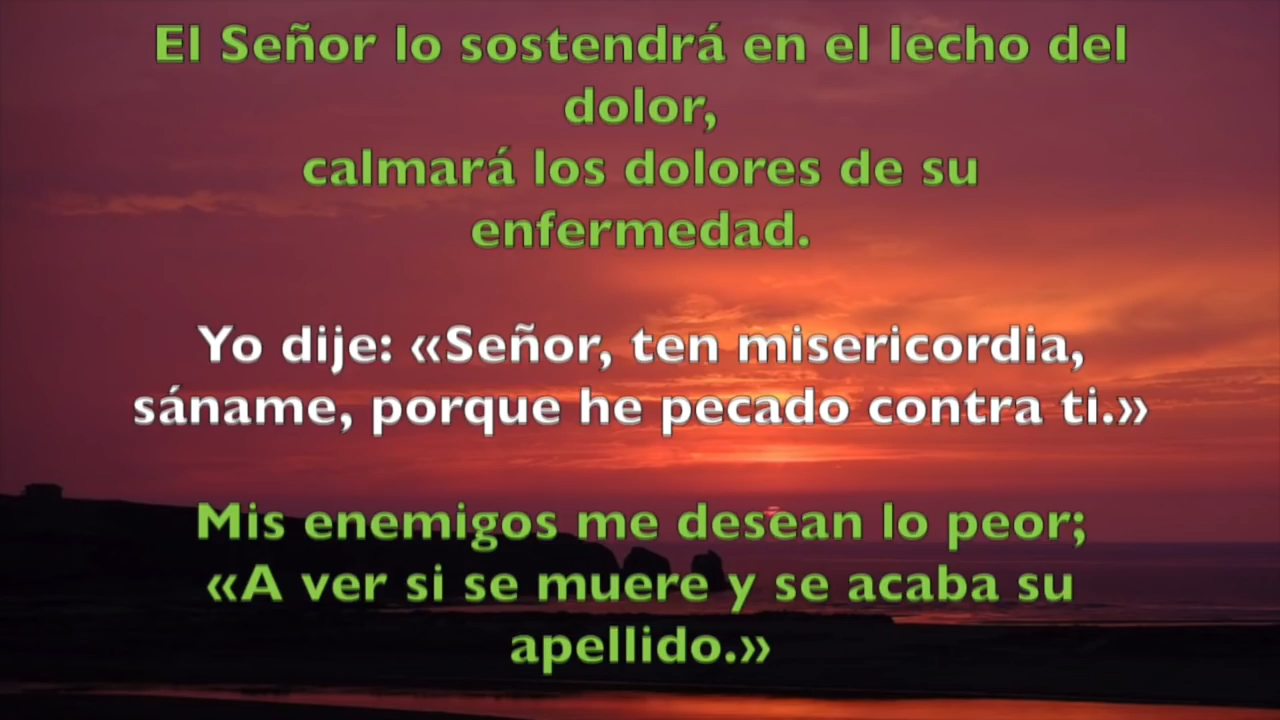 El Señor lo sostendrá en el lecho del
dolor,
calmará los dolores de su
enfermedad.
Yo dije: «Señor, ten misericordia,
sáname, porque he pecado contra ti.»
Mis enemigos me desean lo peor;
«A ver si se muere y se acaba su
apellido.»